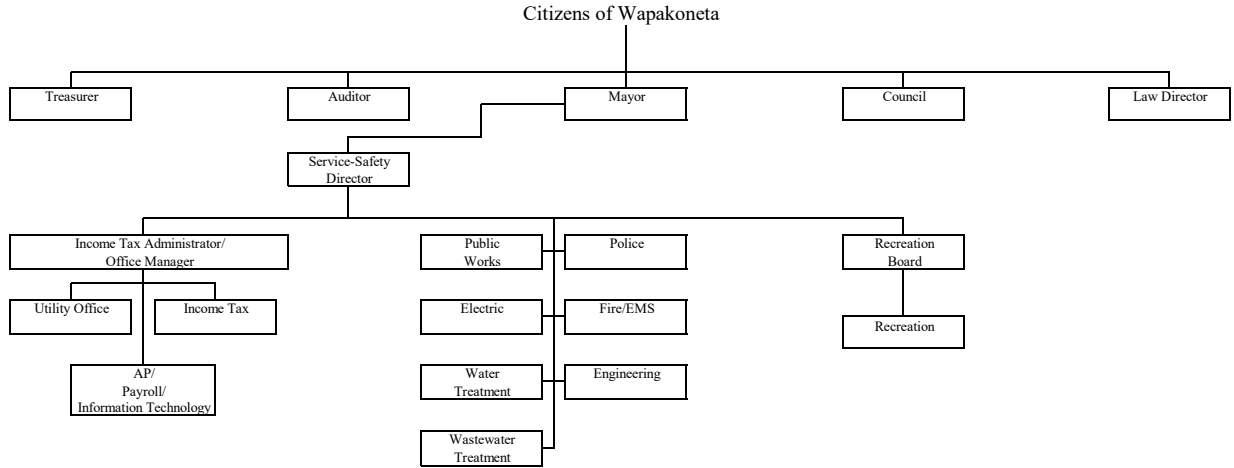 Citizens of Wapakoneta
Treasurer
Auditor
Mayor
Council
Law Director
Service-Safety
Director
Income Tax Administrator/
Office Manager
Public
Works
Police
Recreation
Board
Utility Office
Income Tax
Electric
Fire/EMS
Recreation
AP/
Payroll/
Information Technology
Water
Treatment
Engineering
Wastewater
Treatment